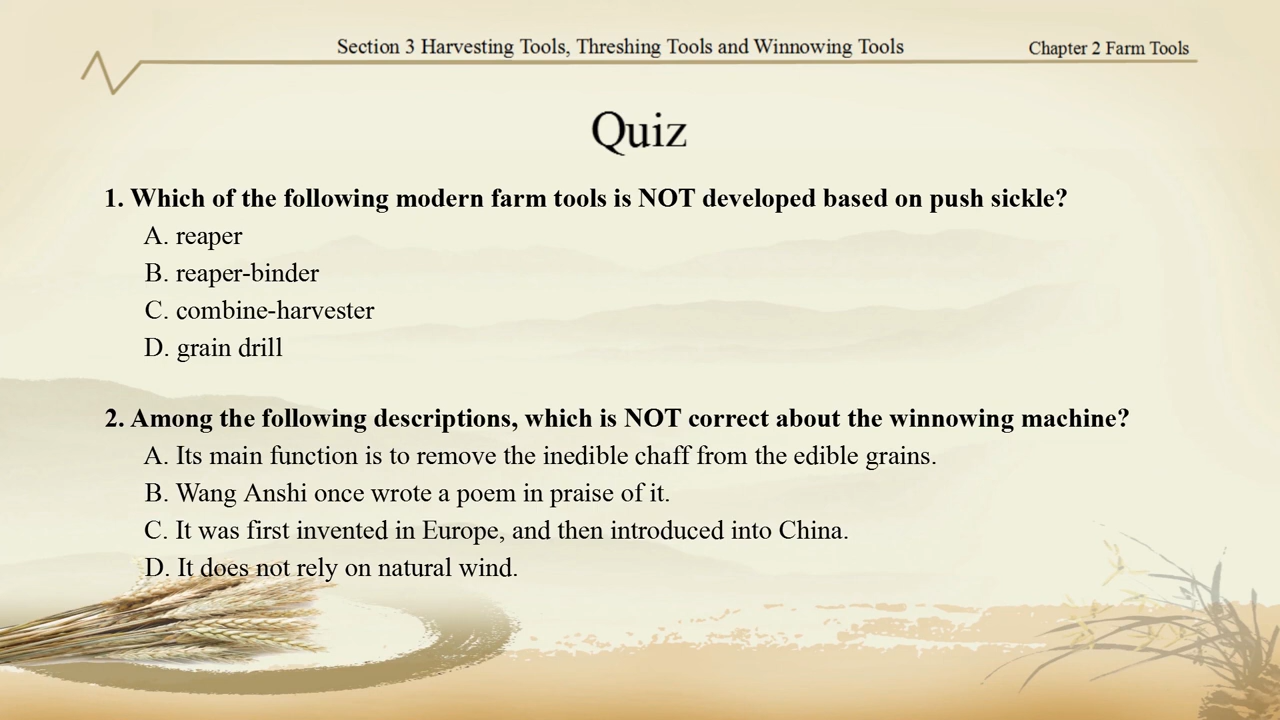 Section 3 Harvesting Tools, Threshing Tools and Winnowing Tools
Chapter 2 Farm Tools
Quiz
1. Which of the following modern farm tools is NOT developed based on push sickle?
A. reaper
B. reaper-binder
C. combine-harvester
D. grain drill
2. Among the following descriptions, which is NOT correct about the winnowing machine?
A. Its main function is to remove the inedible chaff from the edible grains.
B. Wang Anshi once wrote a poem in praise of it.
C. It was first invented in Europe, and then introduced into China.
D. It does not rely on natural wind.